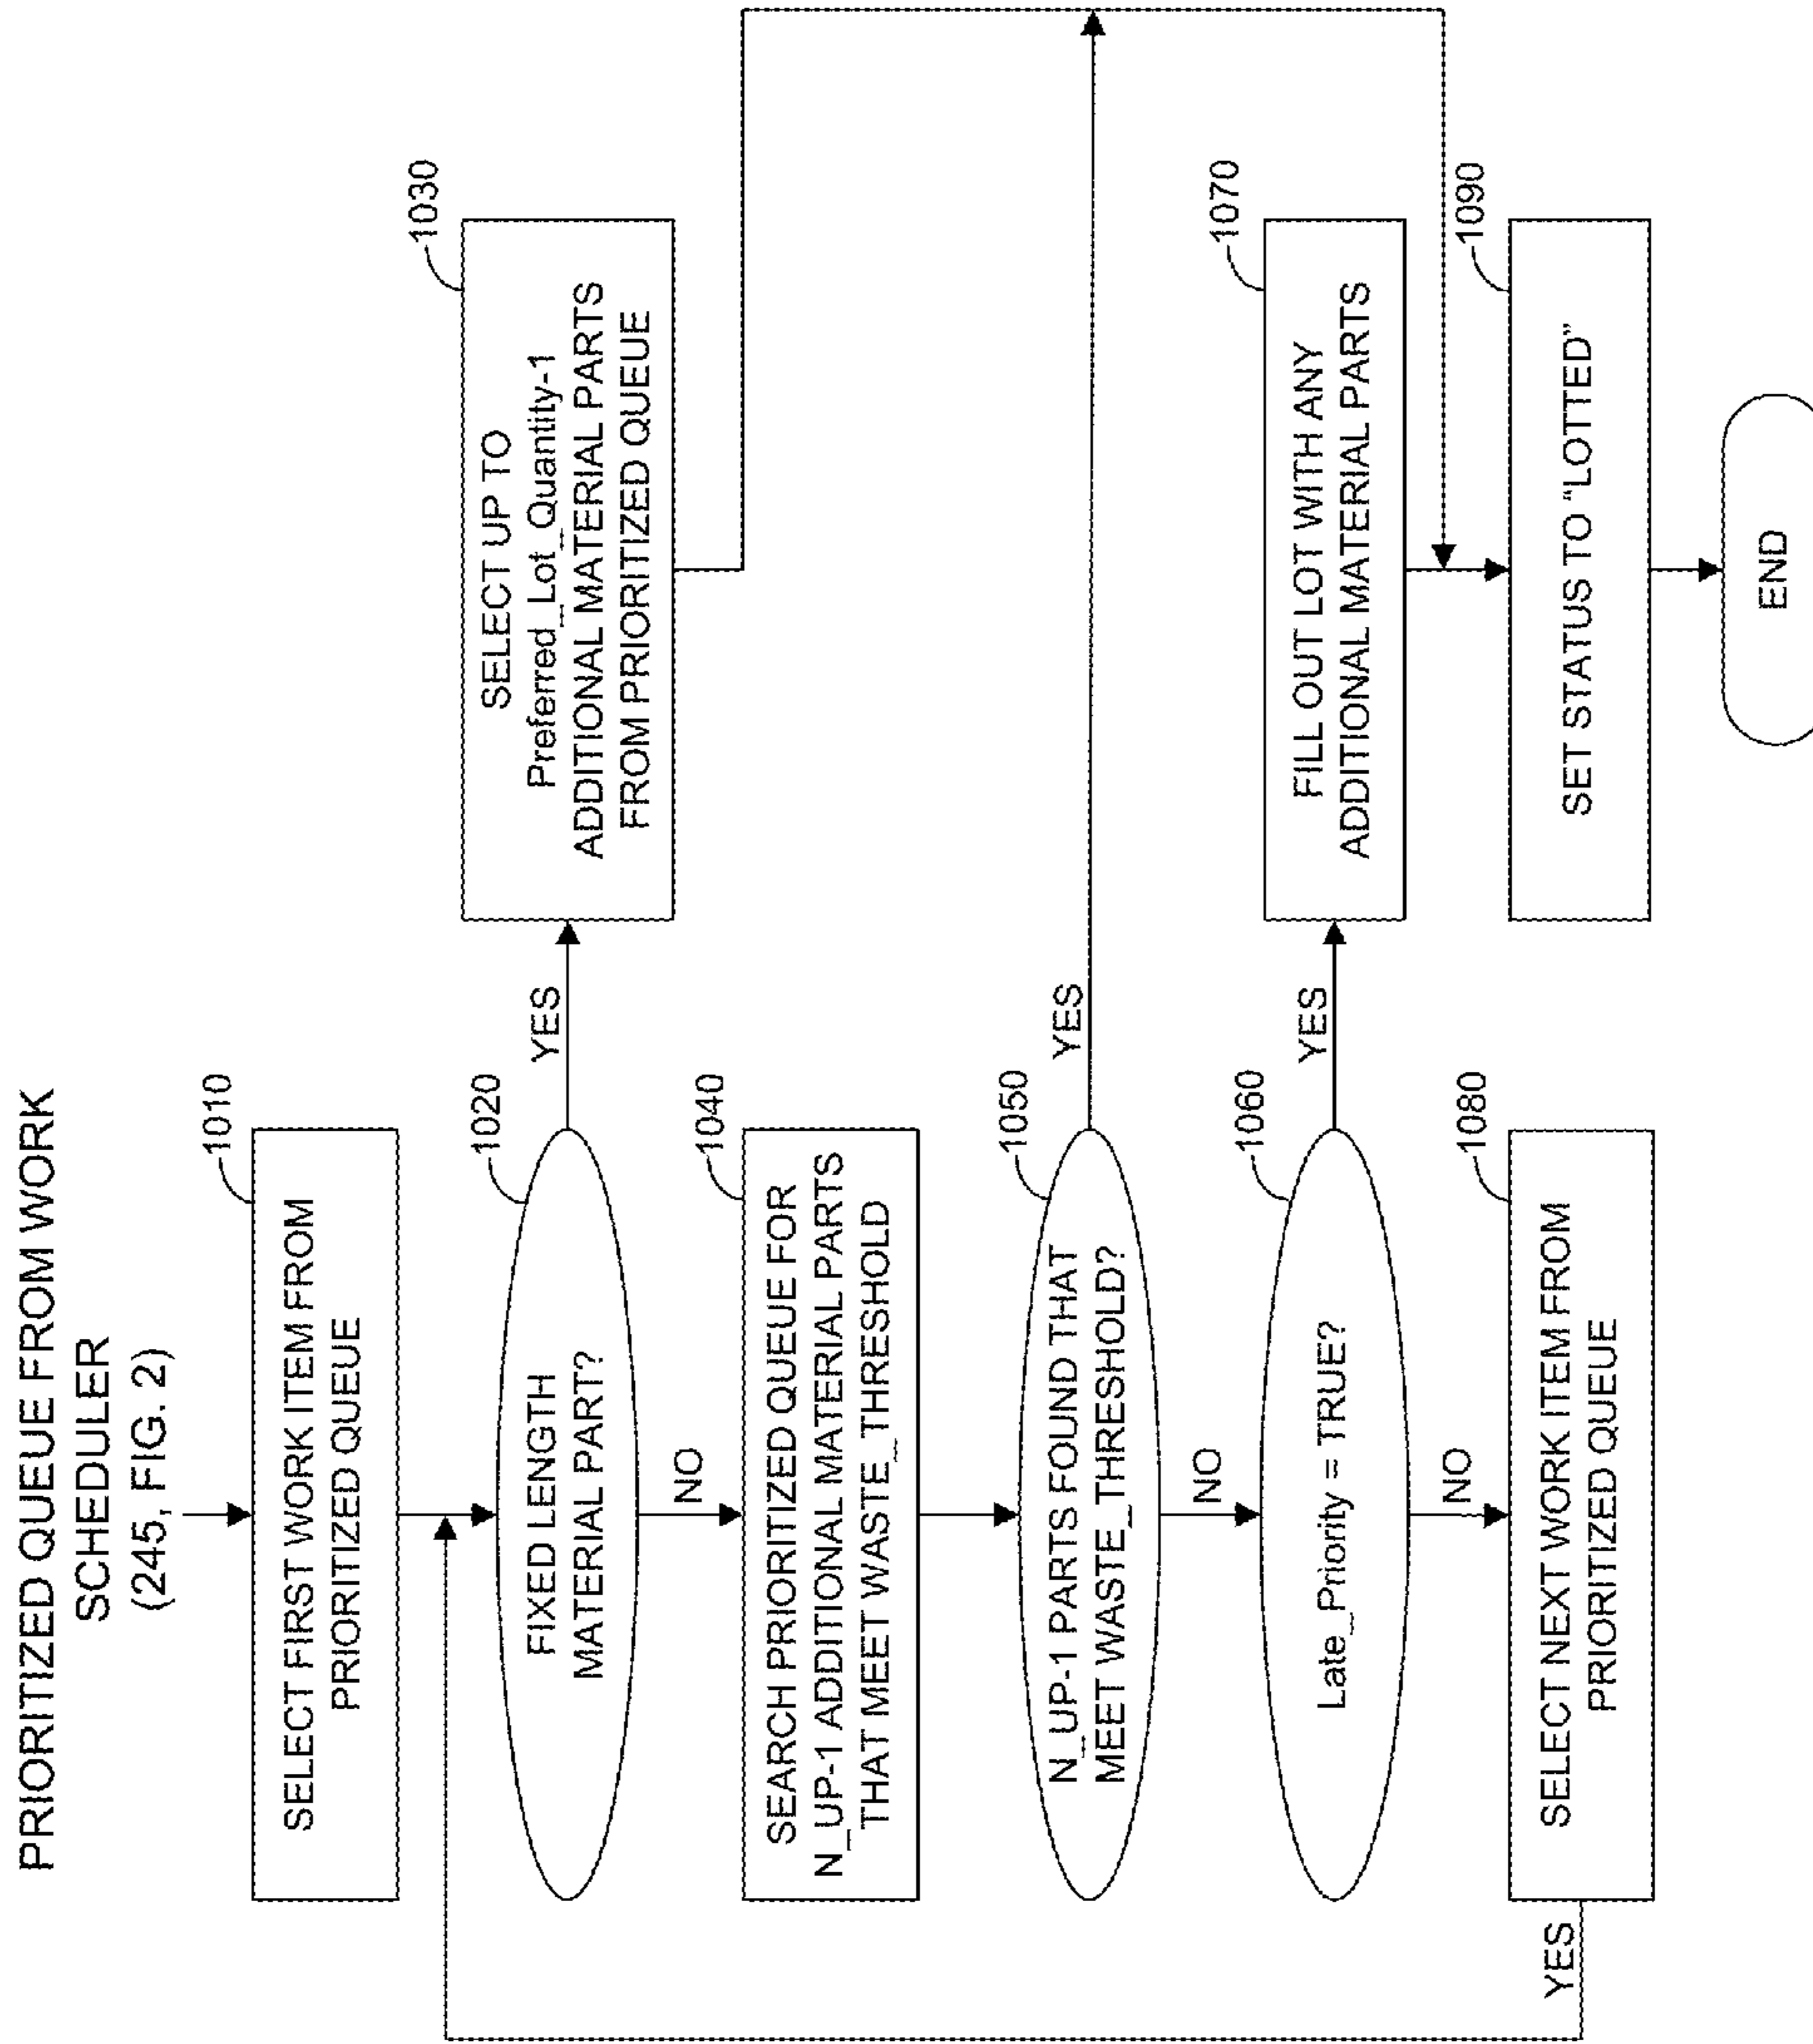 PRIORITIZED QUEUE FROM WORK
SCHEDULER
(245, FIG. 2)
1010
SELECT FIRST WORK ITEM FROM
PRIORITIZED QUEUE
1020
FIXED LENGTH
MATERIAL PART?
YES
1030
SELECT UP TO
Preferred_Lot_Quantity-1
ADDITIONAL MATERIAL PARTS
FROM PRIORITIZED QUEUE
NO
1040
SEARCH PRIORITIZED QUEUE FOR
N_UP-1 ADDITIONAL MATERIAL PARTS
THAT MEET WASTE_THRESHOLD
1050
N_UP-1 PARTS FOUND THAT
MEET WASTE_THRESHOLD?
YES
NO
1060
Late_Priority = TRUE?
YES
1070
FILL OUT LOT WITH ANY
ADDITIONAL MATERIAL PARTS
NO
1080
SELECT NEXT WORK ITEM FROM
PRIORITIZED QUEUE
YES
1090
SET STATUS TO “LOTTED”
END